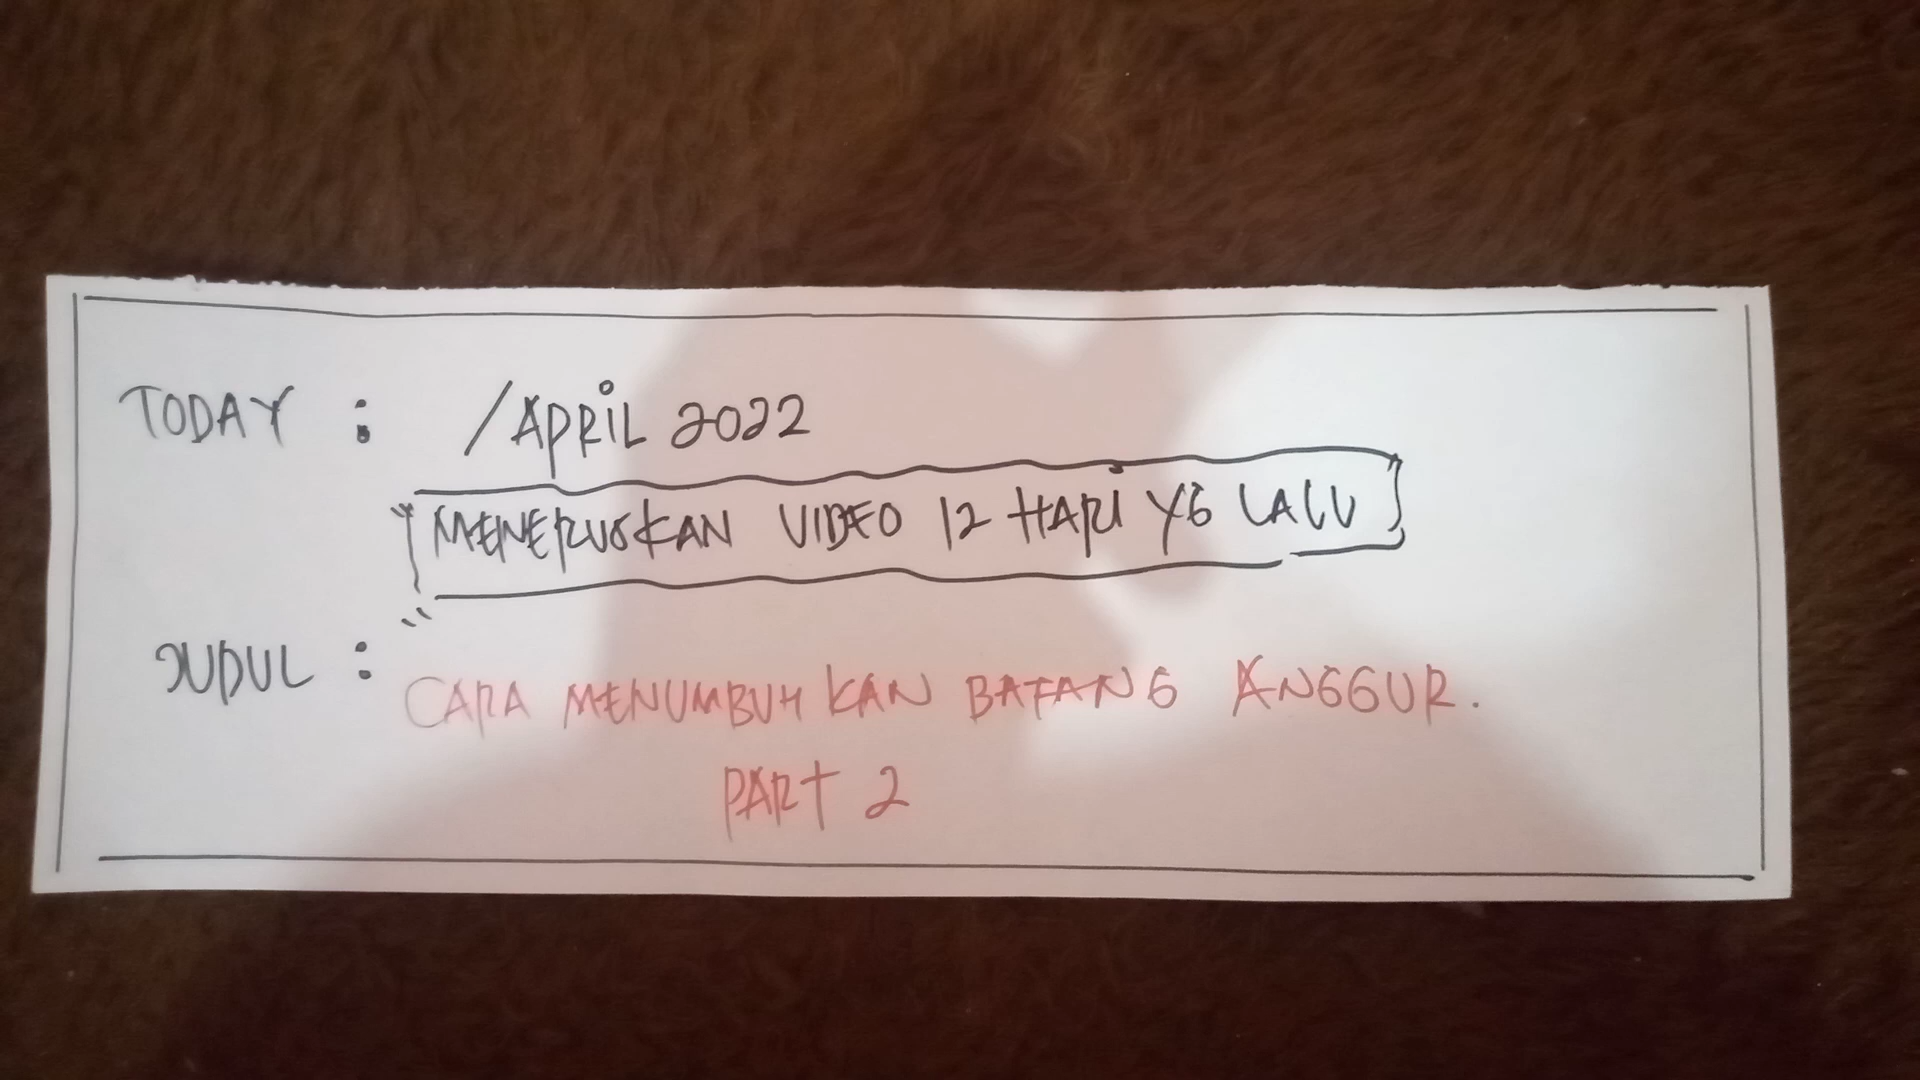 TODAY : /APRIL 2022
MENERUSKAN VIDEO 12 HARI YG LALU
JUDUL : CARA MENUMBUHKAN BATANG ANGGUR.
PART 2